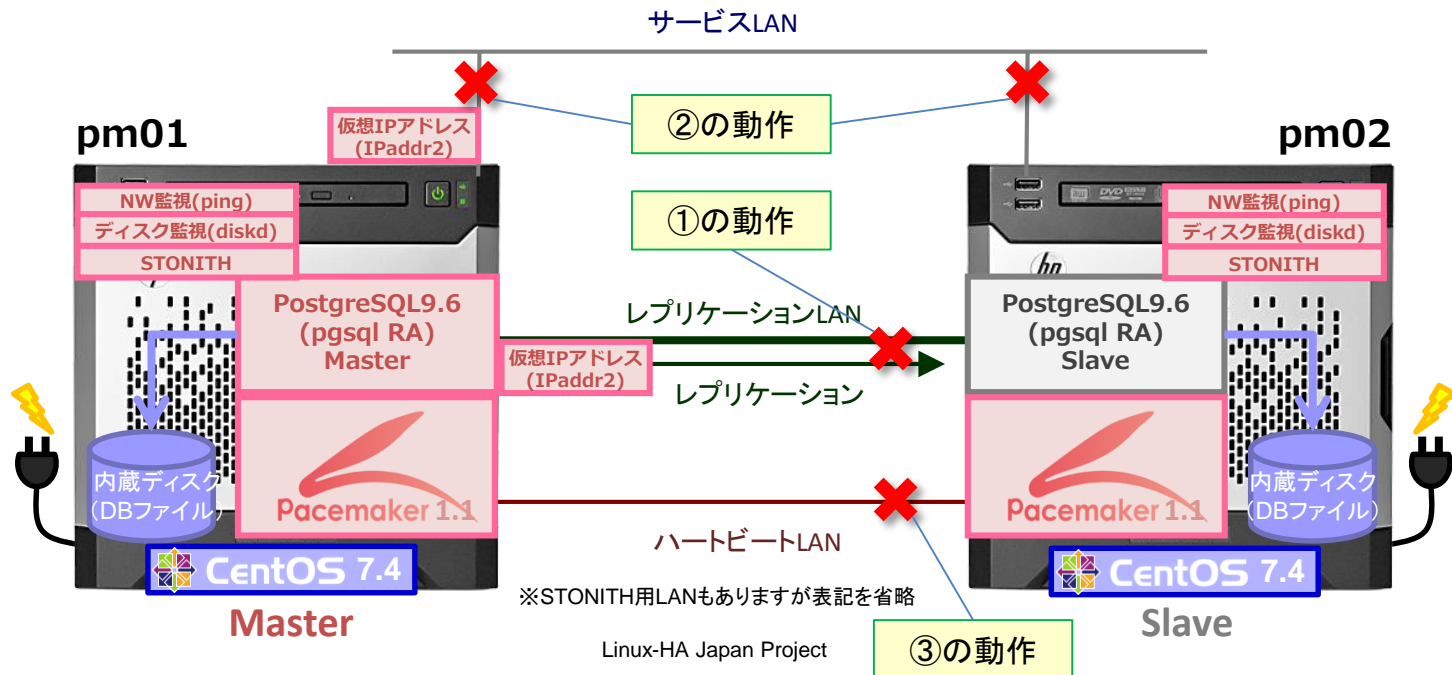 サービスLAN
②の動作
pm01
仮想IPアドレス
(IPaddr2)
pm02
NW監視(ping)
ディスク監視(diskd)
STONITH
①の動作
NW監視(ping)
ディスク監視(diskd)
STONITH
hp
PostgreSQL9.6
(pgsql RA)
Master
レプリケーションLAN
PostgreSQL9.6
(pgsql RA)
Slave
仮想IPアドレス
(IPaddr2)
レプリケーション
内蔵ディスク
(DBファイル)
Pacemaker 1.1
Pacemaker 1.1
内蔵ディスク
(DBファイル)
ハートビートLAN
CentOS 7.4
CentOS 7.4
※STONITH用LANもありますが表記を省略
Master
Slave
Linux-HA Japan Project
③の動作